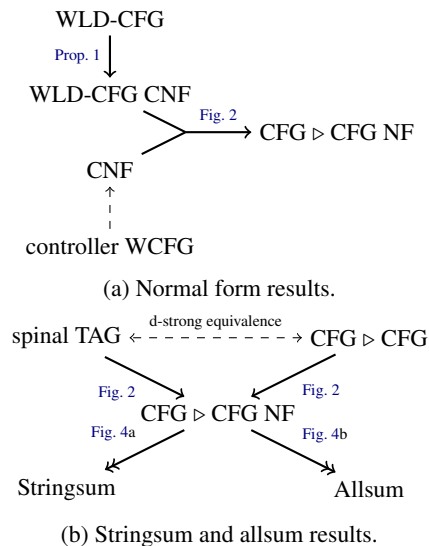 WLD-CFG
Prop. 1
WLD-CFG CNF
Fig. 2
CFG ▷ CFG NF
CNF
controller WCFG
(a) Normal form results.
d-strong equivalence
spinal TAG
CFG ▷ CFG
Fig. 2 Fig. 2
CFG ▷ CFG NF
Fig. 4a Fig. 4b
Stringsum Allsum
(b) Stringsum and allsum results.